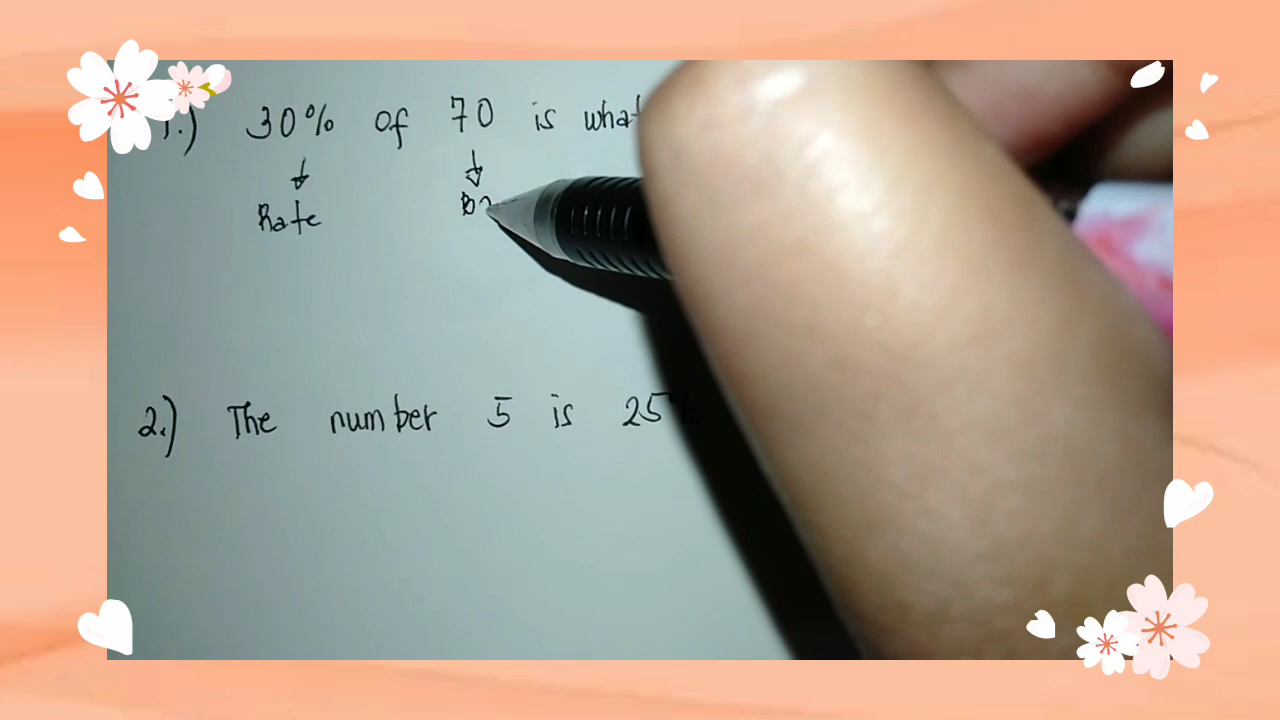 1.) 30% of 70 is what
Rate
2.) The number 5 is 25%